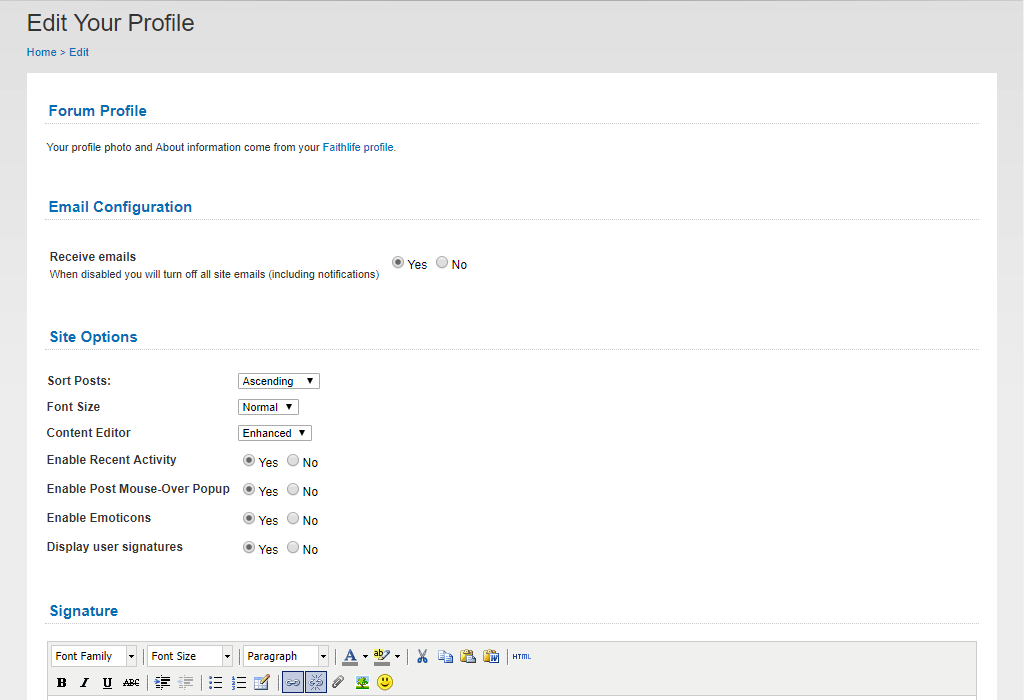 Edit Your Profile
Home > Edit
Forum Profile
Your profile photo and About information come from your Faithlife profile.
Email Configuration
Receive emails
When disabled you will turn off all site emails (including notifications)
Yes No
Site Options
Sort Posts: Ascending
Font Size Normal
Content Editor Enhanced
Enable Recent Activity Yes No
Enable Post Mouse-Over Popup Yes No
Enable Emoticons Yes No
Display user signatures Yes No
Signature
Font Family Font Size Paragraph A ab HTML
B I U ABC